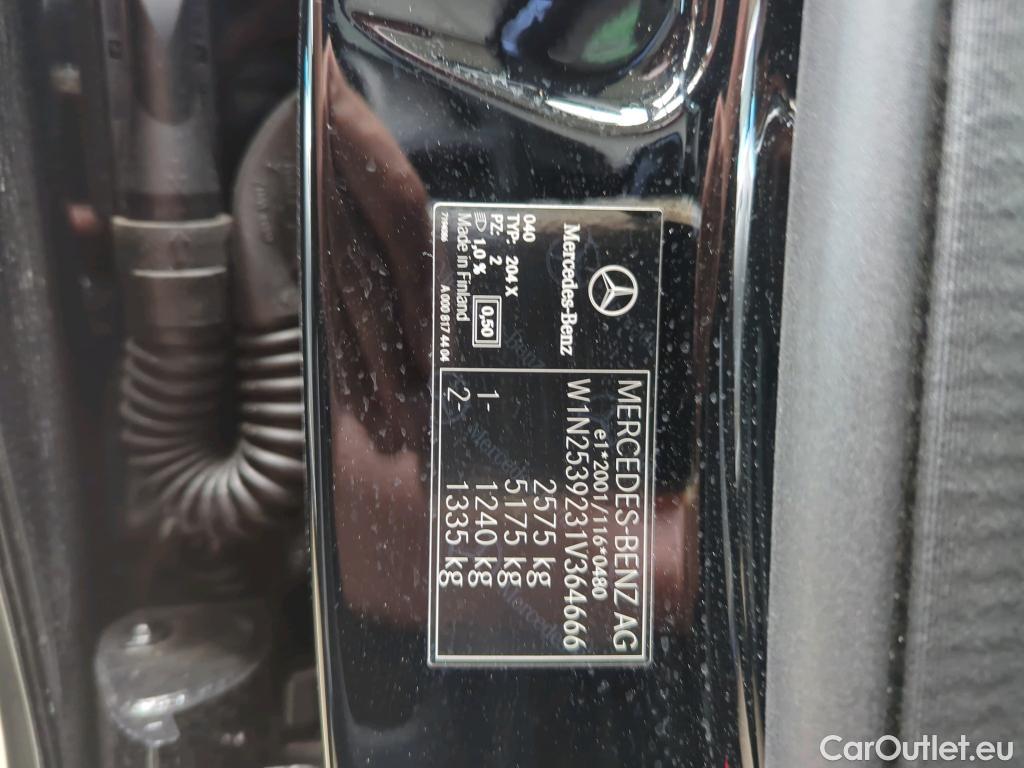 Mercedes-Benz
040
TYP: 204 X
PZ: 2
1,0 % 0,50
Made in Finland
7194086 A 000 817 44 04
MERCEDES-BENZ AG
e1*2001/116*0480
W1N2539231V364666
2575 kg
5175 kg
1- 1240 kg
2- 1335 kg
CarOutlet.eu